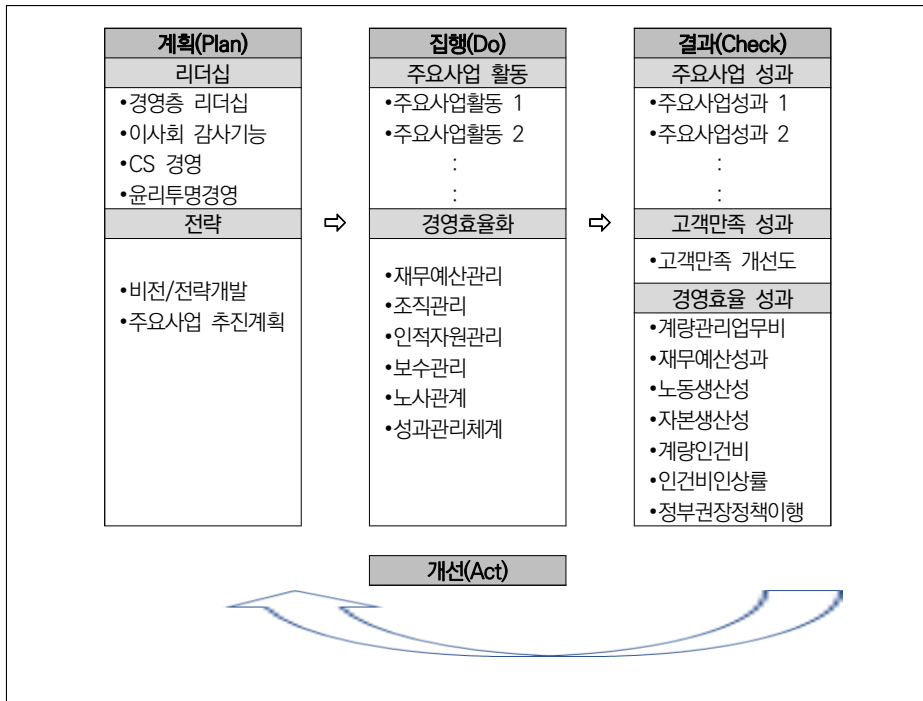 계획(Plan)
리더십
•경영층 리더십
•이사회 감사기능
•CS 경영
•윤리투명경영
전략
•비전/전략개발
•주요사업 추진계획
⇨
집행(Do)
주요사업 활동
•주요사업활동 1
•주요사업활동 2
:
:
경영효율화
•재무예산관리
•조직관리
•인적자원관리
•보수관리
•노사관계
•성과관리체계
⇨
결과(Check)
주요사업 성과
•주요사업성과 1
•주요사업성과 2
:
:
고객만족 성과
•고객만족 개선도
경영효율 성과
•계량관리업무비
•재무예산성과
•노동생산성
•자본생산성
•계량인건비
•인건비인상률
•정부권장정책이행
개선(Act)